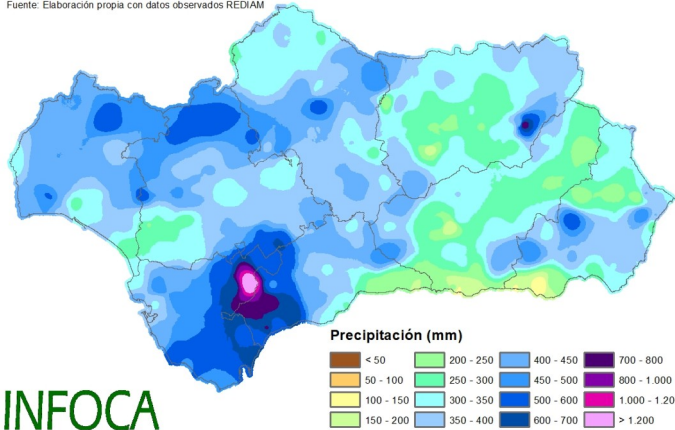 Fuente: Elaboración propia con datos observados REDIAM
Precipitación (mm)
< 50
200 - 250
400 - 450
700 - 800
50 - 100
250 - 300
450 - 500
800 - 1.000
100 - 150
300 - 350
500 - 600
1.000 - 1.20
150 - 200
350 - 400
600 - 700
> 1.200
INFOCA